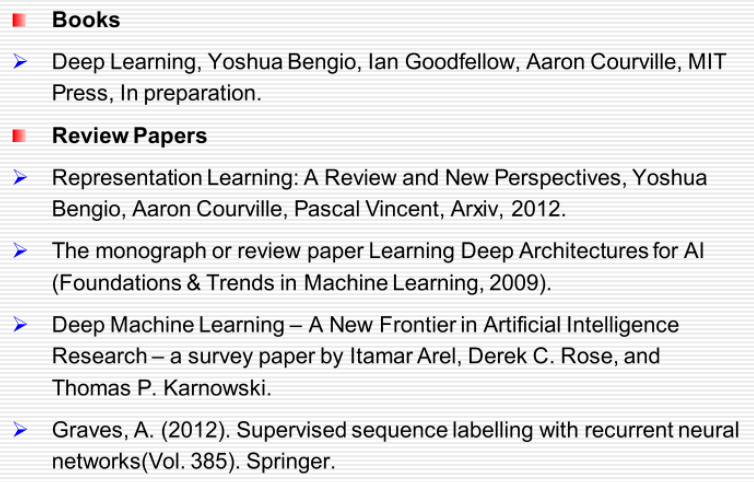 Books
Deep Learning, Yoshua Bengio, Ian Goodfellow, Aaron Courville, MIT
Press, In preparation.
Review Papers
Representation Learning: A Review and New Perspectives, Yoshua
Bengio, Aaron Courville, Pascal Vincent, Arxiv, 2012.
The monograph or review paper Learning Deep Architectures for AI
(Foundations & Trends in Machine Learning, 2009).
Deep Machine Learning – A New Frontier in Artificial Intelligence
Research – a survey paper by Itamar Arel, Derek C. Rose, and
Thomas P. Karnowski.
Graves, A. (2012). Supervised sequence labelling with recurrent neural
networks(Vol. 385). Springer.